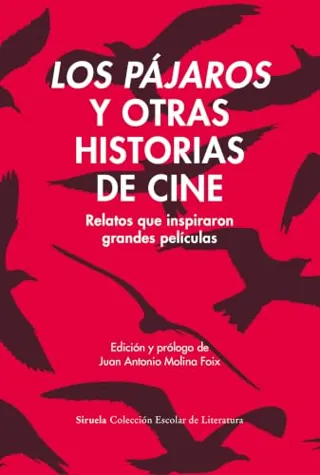 LOS PÁJAROS
Y OTRAS
HISTORIAS
DE CINE
Relatos que inspiraron
grandes películas
Edición y prólogo de
Juan Antonio Molina Foix
Siruela Colección Escolar de Literatura